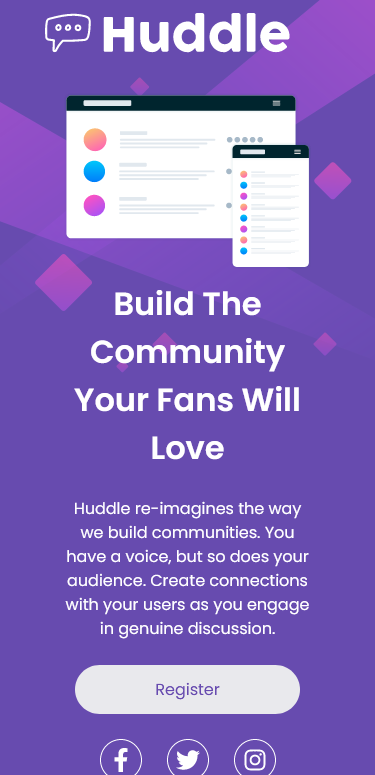 Huddle
Build The
Community
Your Fans Will
Love
Huddle re-imagines the way
we build communities. You
have a voice, but so does your
audience. Create connections
with your users as you engage
in genuine discussion.
Register